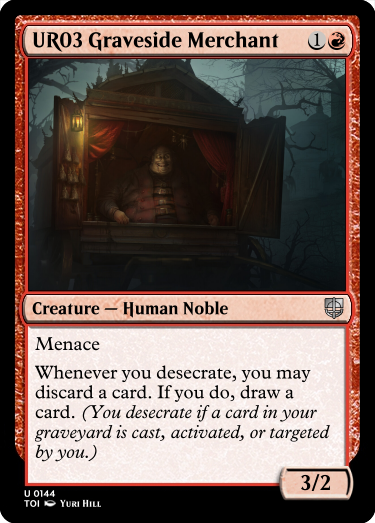 UR03 Graveside Merchant 1
Creature — Human Noble
Menace
Whenever you desecrate, you may
discard a card. If you do, draw a
card. (You desecrate if a card in your
graveyard is cast, activated, or targeted
by you.)
3/2
U 0144
TOI Yuri Hill